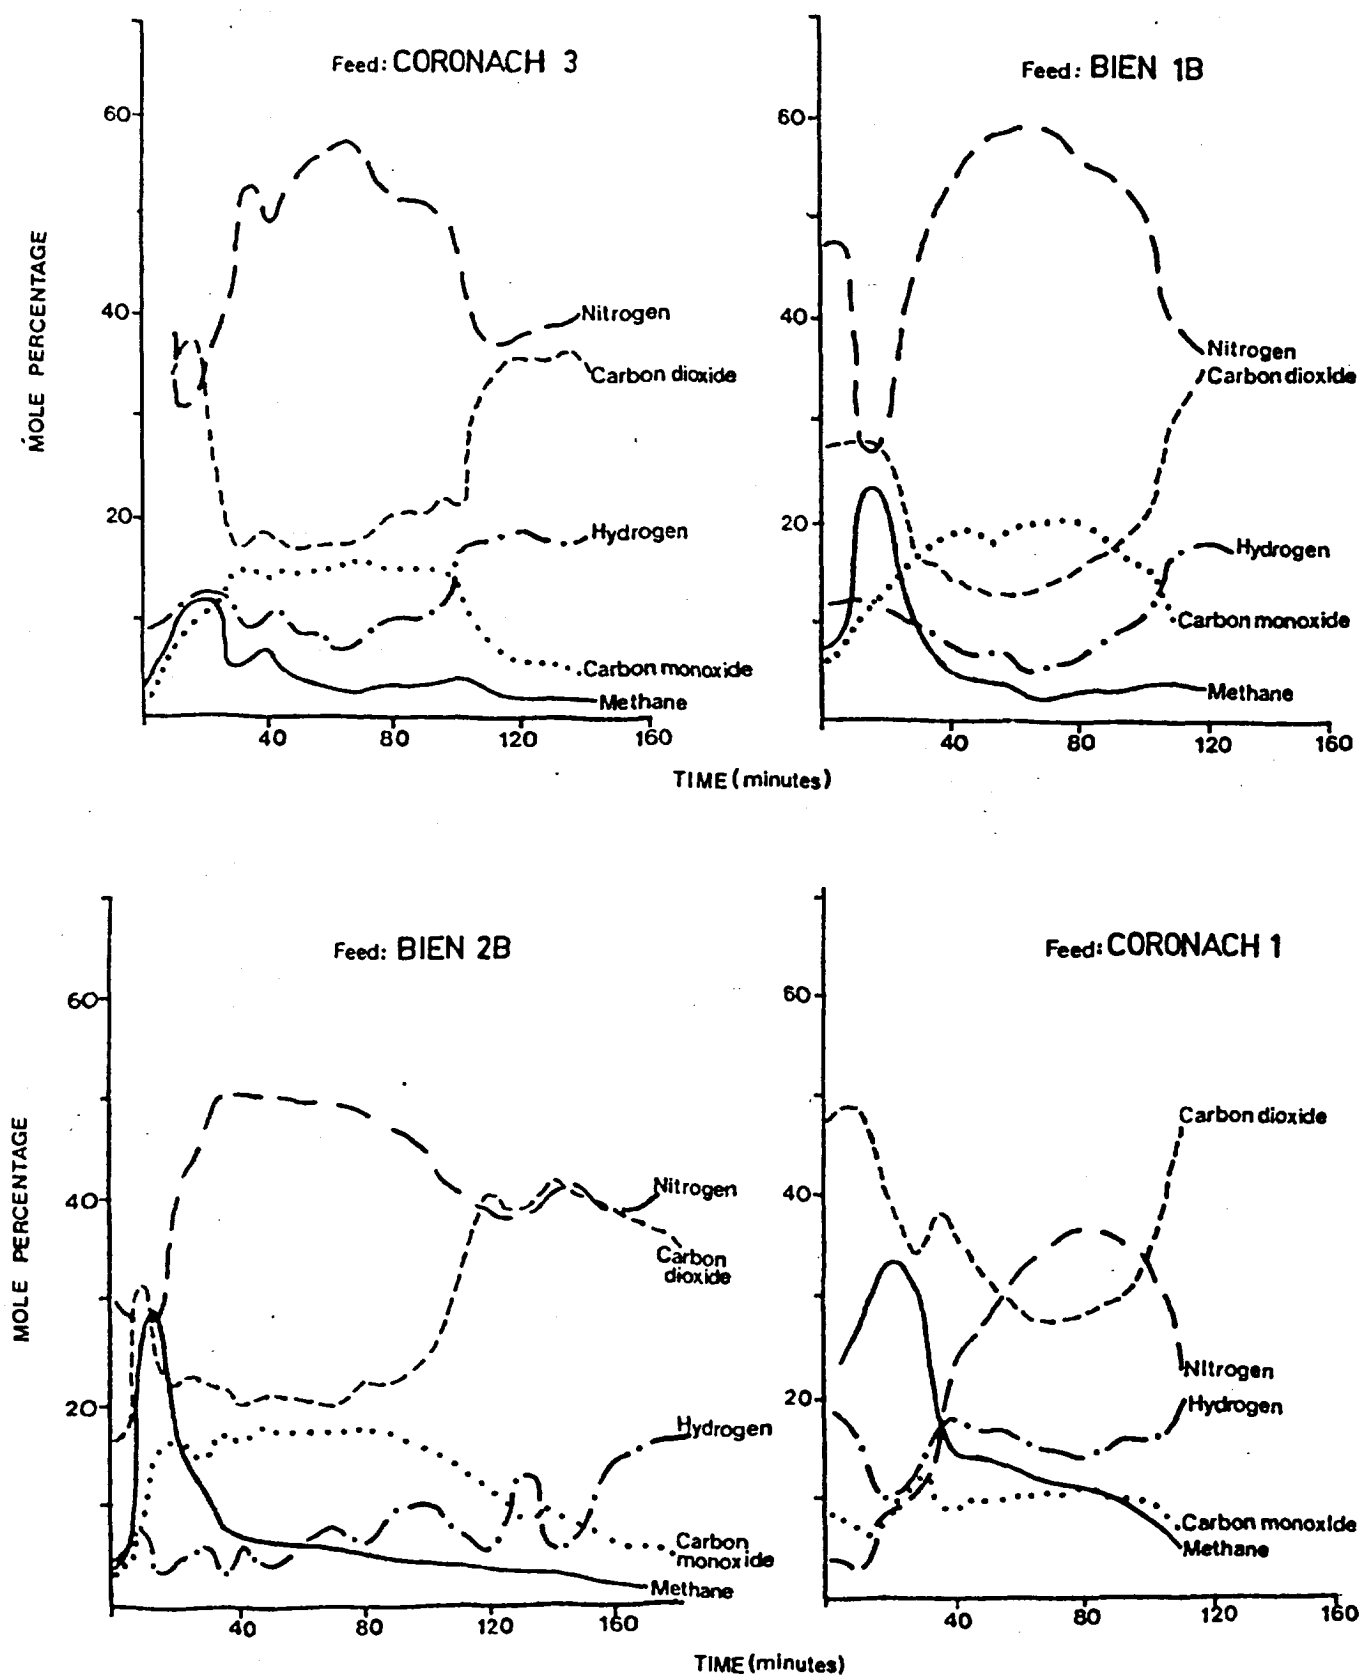 Feed: CORONACH 3
MOLE PERCENTAGE
60
40
20
Nitrogen
Carbon dioxide
Hydrogen
Carbon monoxide
Methane
40 80 120 160
Feed: BIEN 1B
60
40
20
Nitrogen
Carbon dioxide
Hydrogen
Carbon monoxide
Methane
40 80 120 160
TIME (minutes)
Feed: BIEN 2B
MOLE PERCENTAGE
60
40
20
Nitrogen
Carbon
dioxide
Hydrogen
Carbon
monoxide
Methane
40 80 120 160
Feed: CORONACH 1
60
40
20
Carbon dioxide
Nitrogen
Hydrogen
Carbon monoxide
Methane
40 80 120 160
TIME (minutes)